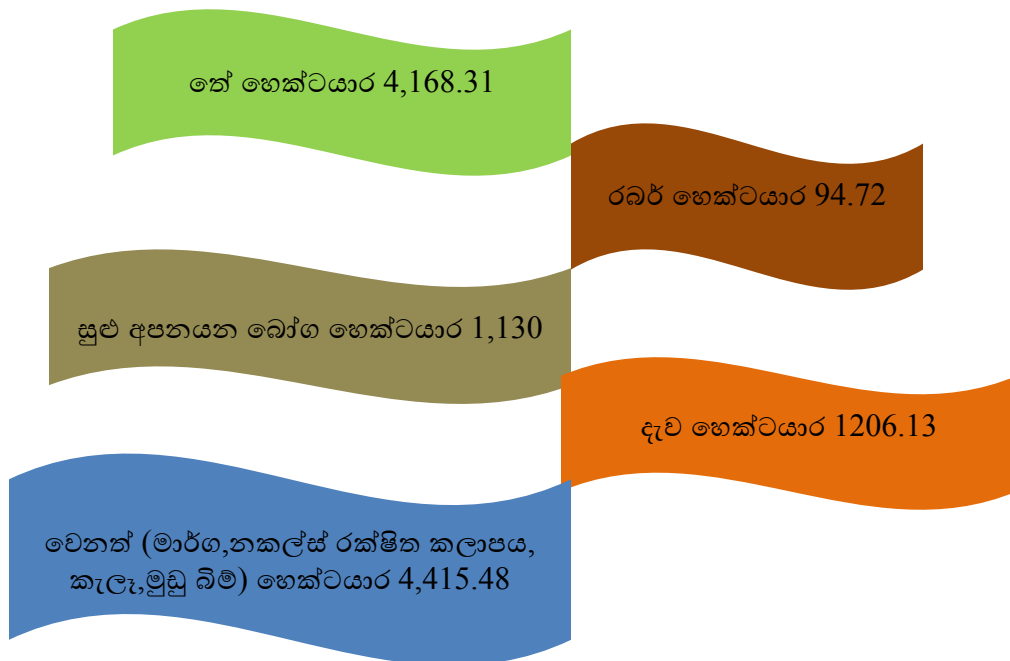 තේ හෙක්ටයාර 4,168.31
රබර් හෙක්ටයාර 94.72
සුළු අපනයන බෝග හෙක්ටයාර 1,130
දැව හෙක්ටයාර 1206.13
වෙනත් (මාර්ග,නකල්ස් රක්ෂිත කලාපය,
කැලෑ,මුඩු බිම්) හෙක්ටයාර 4,415.48